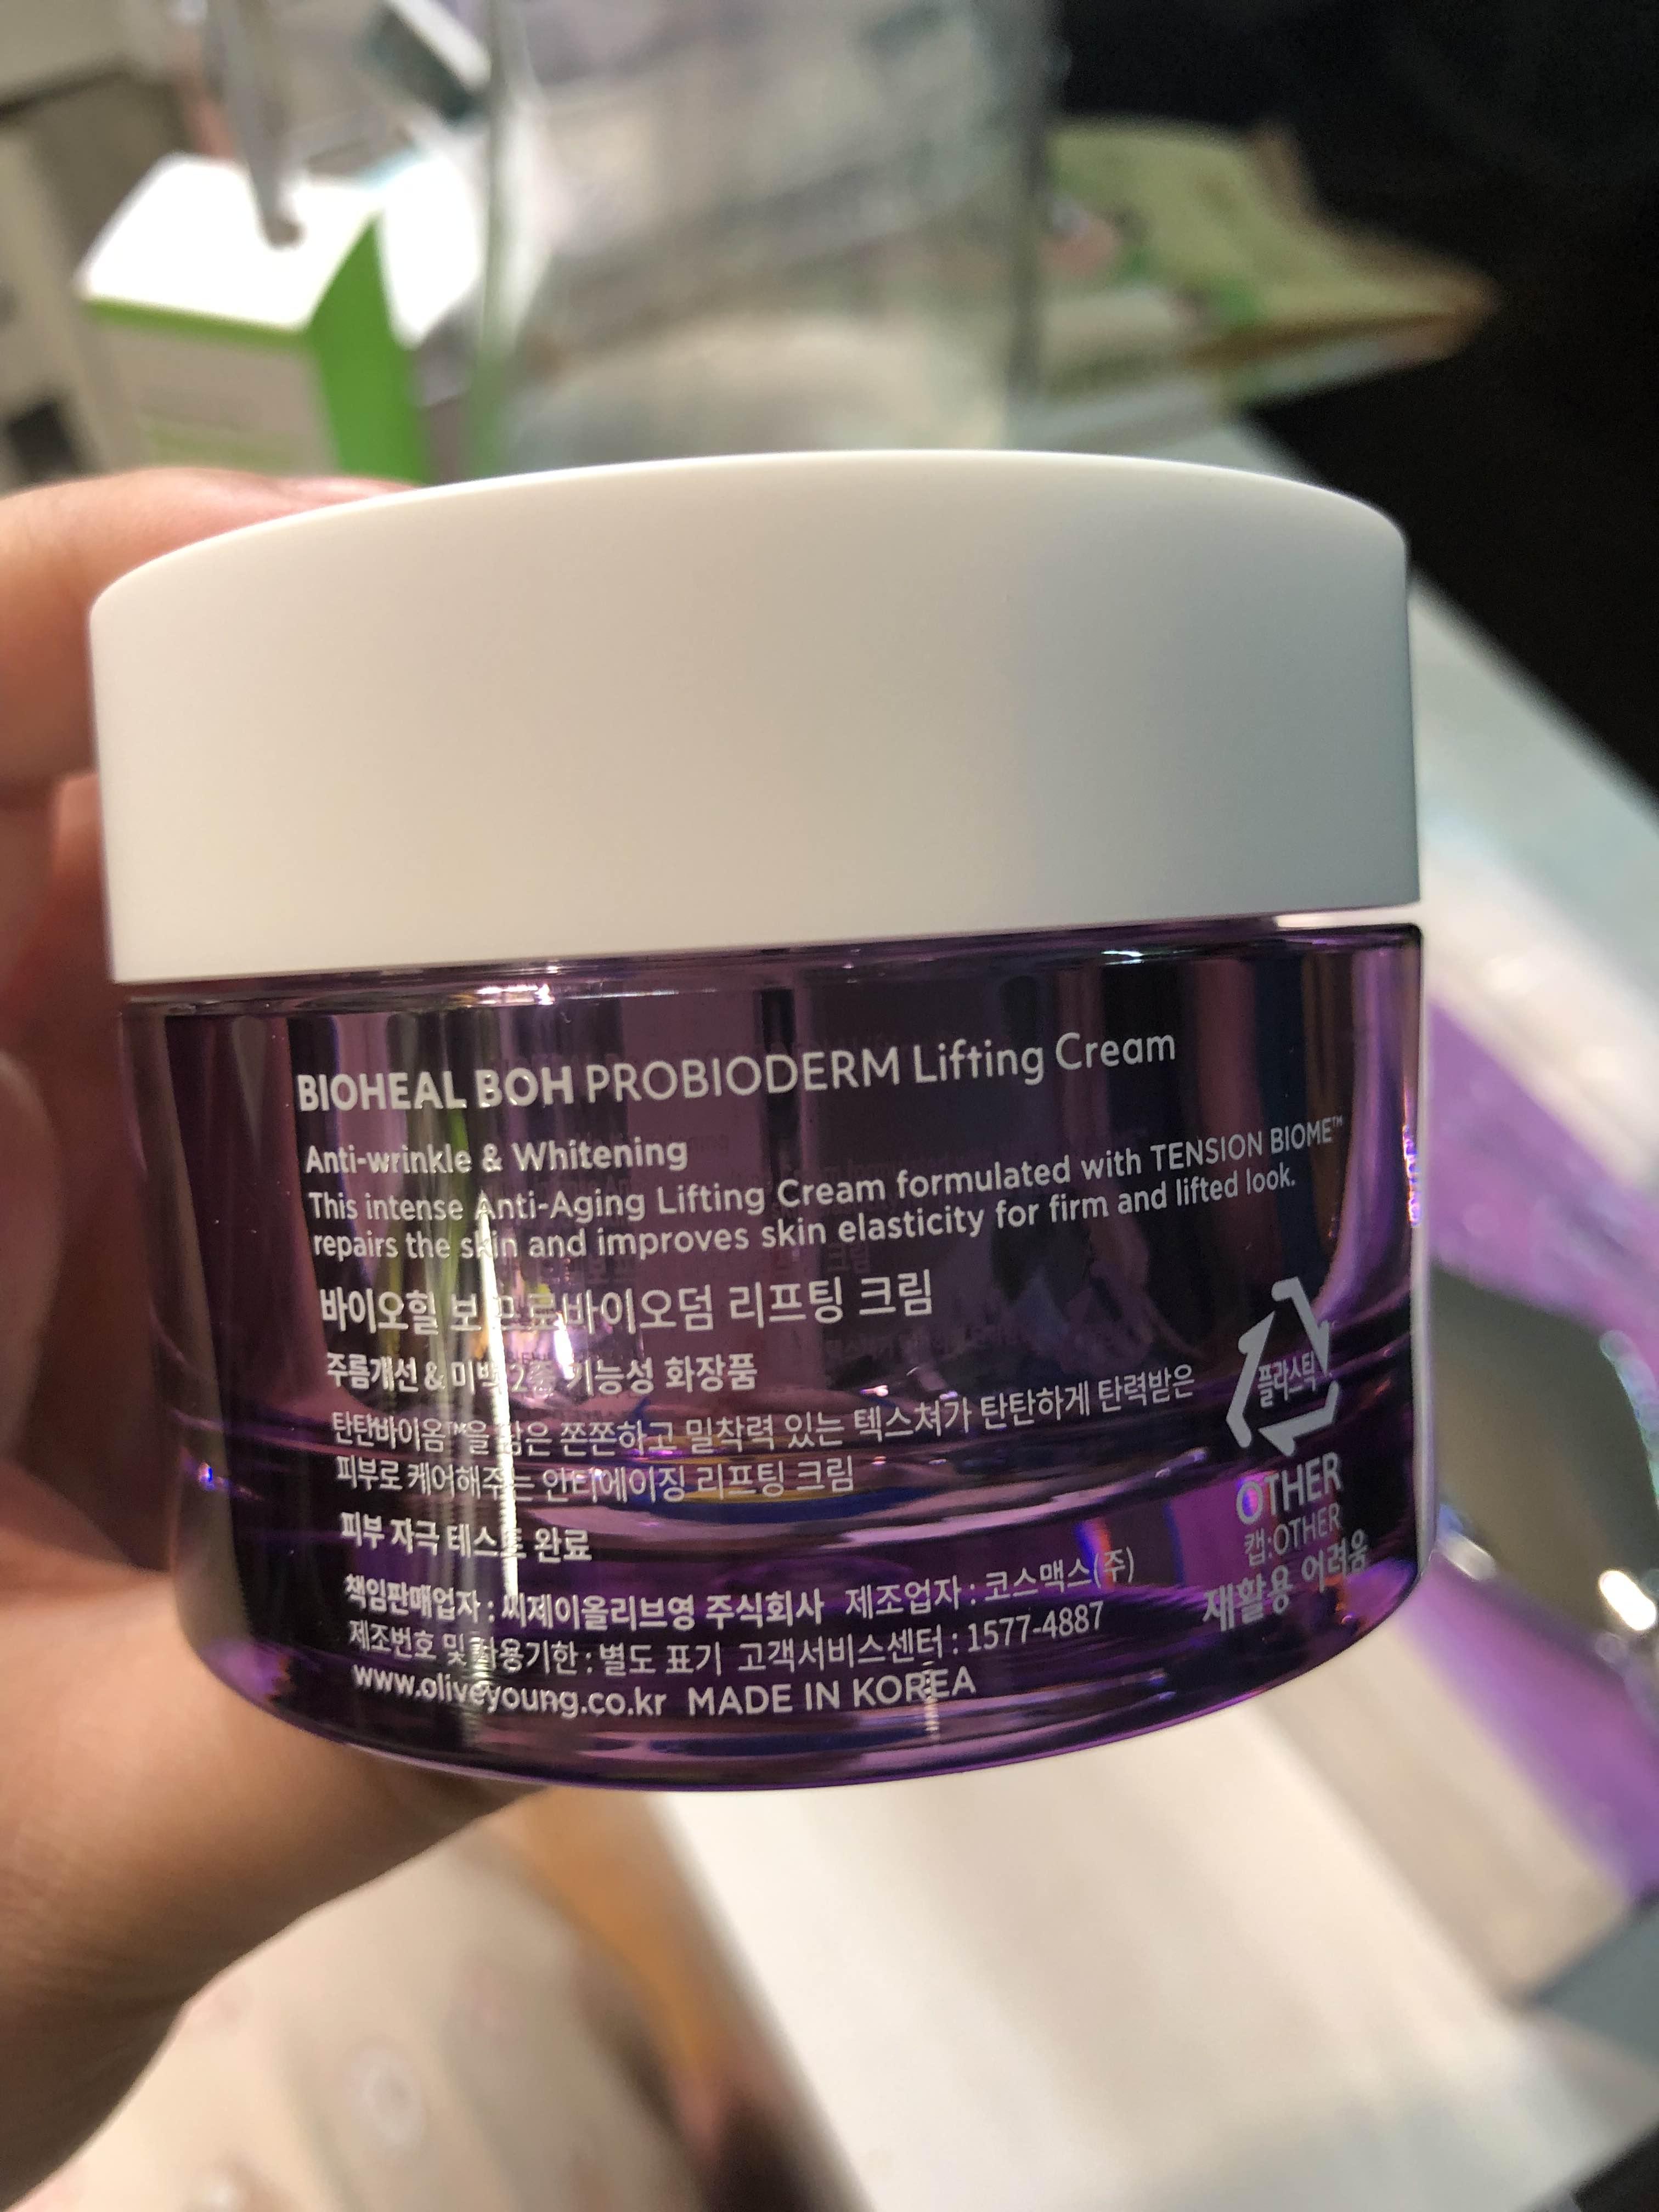 BIOHEAL BOH PROBIODERM Lifting Cream
Anti-wrinkle & Whitening
This intense Anti-Aging Lifting Cream formulated with TENSION BIOME™
repairs the skin and improves skin elasticity for firm and lifted look.
바이오힐 보 프로바이오덤 리프팅 크림
주름개선 & 미백 2중 기능성 화장품
탄탄바이옴™을 담은 쫀쫀하고 밀착력 있는 텍스쳐가 탄탄하게 탄력받은
피부로 케어해주는 안티에이징 리프팅 크림
피부 자극 테스트 완료
책임판매업자 : 씨제이올리브영 주식회사 제조업자 : 코스맥스(주)
제조번호 및 사용기한 : 별도 표기 고객서비스센터 : 1577-4887
www.oliveyoung.co.kr MADE IN KOREA
플라스틱
OTHER
캡:OTHER
재활용 어려움